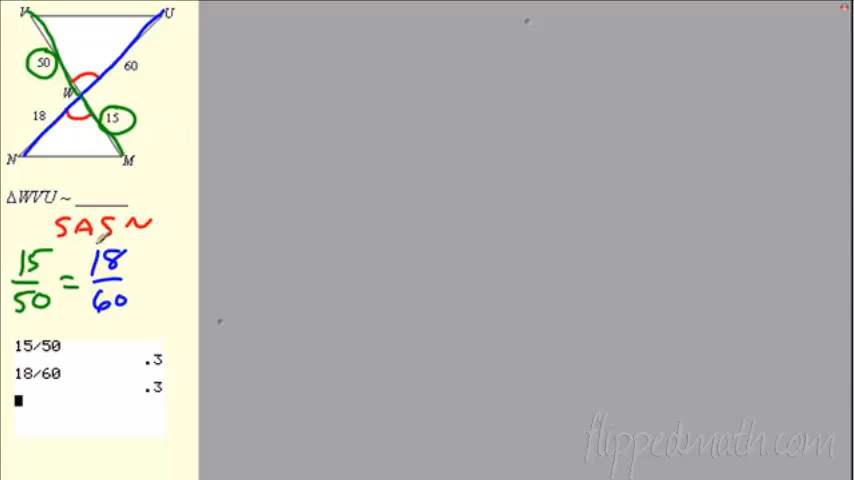 V U
50 60
W
18 15
N M
ΔWVU ~ ______
SAS ~
15/50 = 18/60
15/50
.3
18/60
.3
flippedmath.com